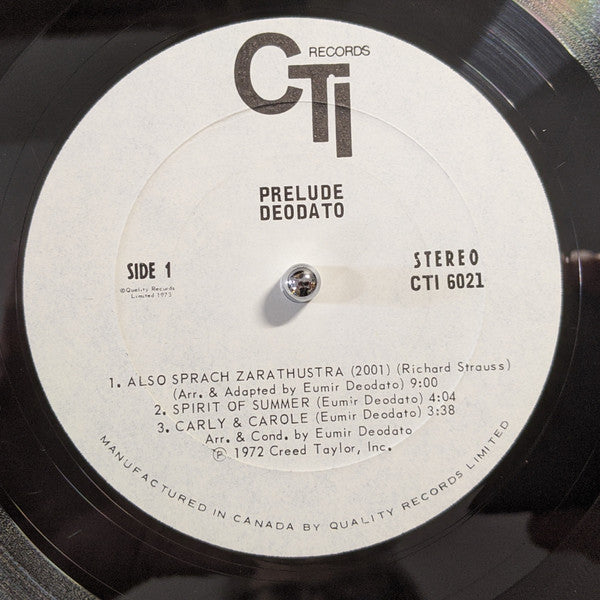 CTI RECORDS
PRELUDE
DEODATO
SIDE 1
©Quality Records
Limited 1973
STEREO
CTI 6021
1. ALSO SPRACH ZARATHUSTRA (2001) (Richard Strauss)
(Arr. & Adapted by Eumir Deodato) 9:00
2. SPIRIT OF SUMMER (Eumir Deodato) 4:04
3. CARLY & CAROLE (Eumir Deodato) 3:38
Arr. & Cond. by Eumir Deodato
℗ 1972 Creed Taylor, Inc.
MANUFACTURED IN CANADA BY QUALITY RECORDS LIMITED